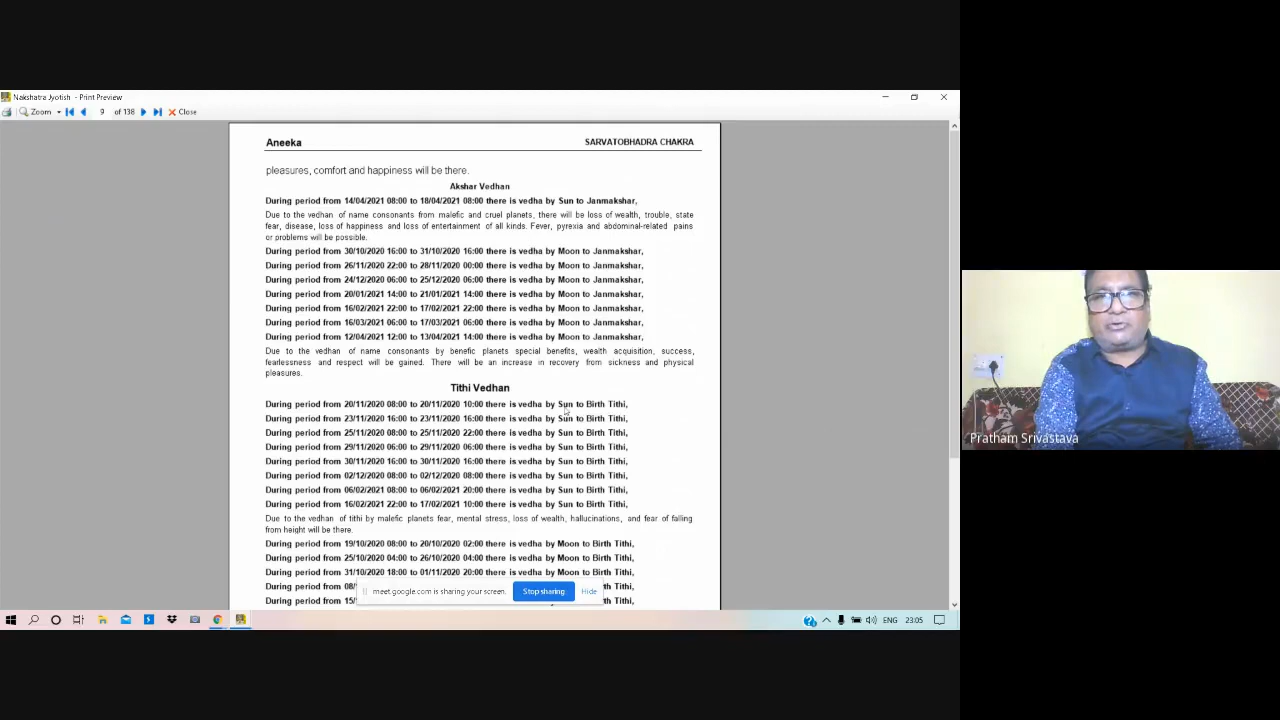 Nakshatra Jyotish - Print Preview
Zoom 9 of 138 Close
Aneeka SARVATOBHADRA CHAKRA
pleasures, comfort and happiness will be there.
Akshar Vedhan
During period from 14/04/2021 08:00 to 18/04/2021 08:00 there is vedha by Sun to Janmakshar,
Due to the vedhan of name consonants from malefic and cruel planets, there will be loss of wealth, trouble, state
fear, disease, loss of happiness and loss of entertainment of all kinds. Fever, pyrexia and abdominal-related pains
or problems will be possible.
During period from 30/10/2020 16:00 to 31/10/2020 16:00 there is vedha by Moon to Janmakshar,
During period from 26/11/2020 22:00 to 28/11/2020 00:00 there is vedha by Moon to Janmakshar,
During period from 24/12/2020 06:00 to 25/12/2020 06:00 there is vedha by Moon to Janmakshar,
During period from 20/01/2021 14:00 to 21/01/2021 14:00 there is vedha by Moon to Janmakshar,
During period from 16/02/2021 22:00 to 17/02/2021 22:00 there is vedha by Moon to Janmakshar,
During period from 16/03/2021 06:00 to 17/03/2021 06:00 there is vedha by Moon to Janmakshar,
During period from 12/04/2021 12:00 to 13/04/2021 14:00 there is vedha by Moon to Janmakshar,
Due to the vedhan of name consonants by benefic planets special benefits, wealth acquisition, success,
fearlessness and respect will be gained. There will be an increase in recovery from sickness and physical
pleasures.
Tithi Vedhan
During period from 20/11/2020 08:00 to 20/11/2020 10:00 there is vedha by Sun to Birth Tithi,
During period from 23/11/2020 16:00 to 23/11/2020 16:00 there is vedha by Sun to Birth Tithi,
During period from 25/11/2020 08:00 to 25/11/2020 22:00 there is vedha by Sun to Birth Tithi,
During period from 29/11/2020 06:00 to 29/11/2020 06:00 there is vedha by Sun to Birth Tithi,
During period from 30/11/2020 16:00 to 30/11/2020 16:00 there is vedha by Sun to Birth Tithi,
During period from 02/12/2020 08:00 to 02/12/2020 08:00 there is vedha by Sun to Birth Tithi,
During period from 06/02/2021 08:00 to 06/02/2021 20:00 there is vedha by Sun to Birth Tithi,
During period from 16/02/2021 22:00 to 17/02/2021 10:00 there is vedha by Sun to Birth Tithi,
Due to the vedhan of tithi by malefic planets fear, mental stress, loss of wealth, hallucinations, and fear of falling
from height will be there.
During period from 19/10/2020 08:00 to 20/10/2020 02:00 there is vedha by Moon to Birth Tithi,
During period from 25/10/2020 04:00 to 26/10/2020 04:00 there is vedha by Moon to Birth Tithi,
During period from 31/10/2020 18:00 to 01/11/2020 20:00 there is vedha by Moon to Birth Tithi,
During period from 08/ th Tithi,
During period from 15/ th Tithi,
meet.google.com is sharing your screen. Stop sharing Hide
Pratham Srivastava
ENG 23:05